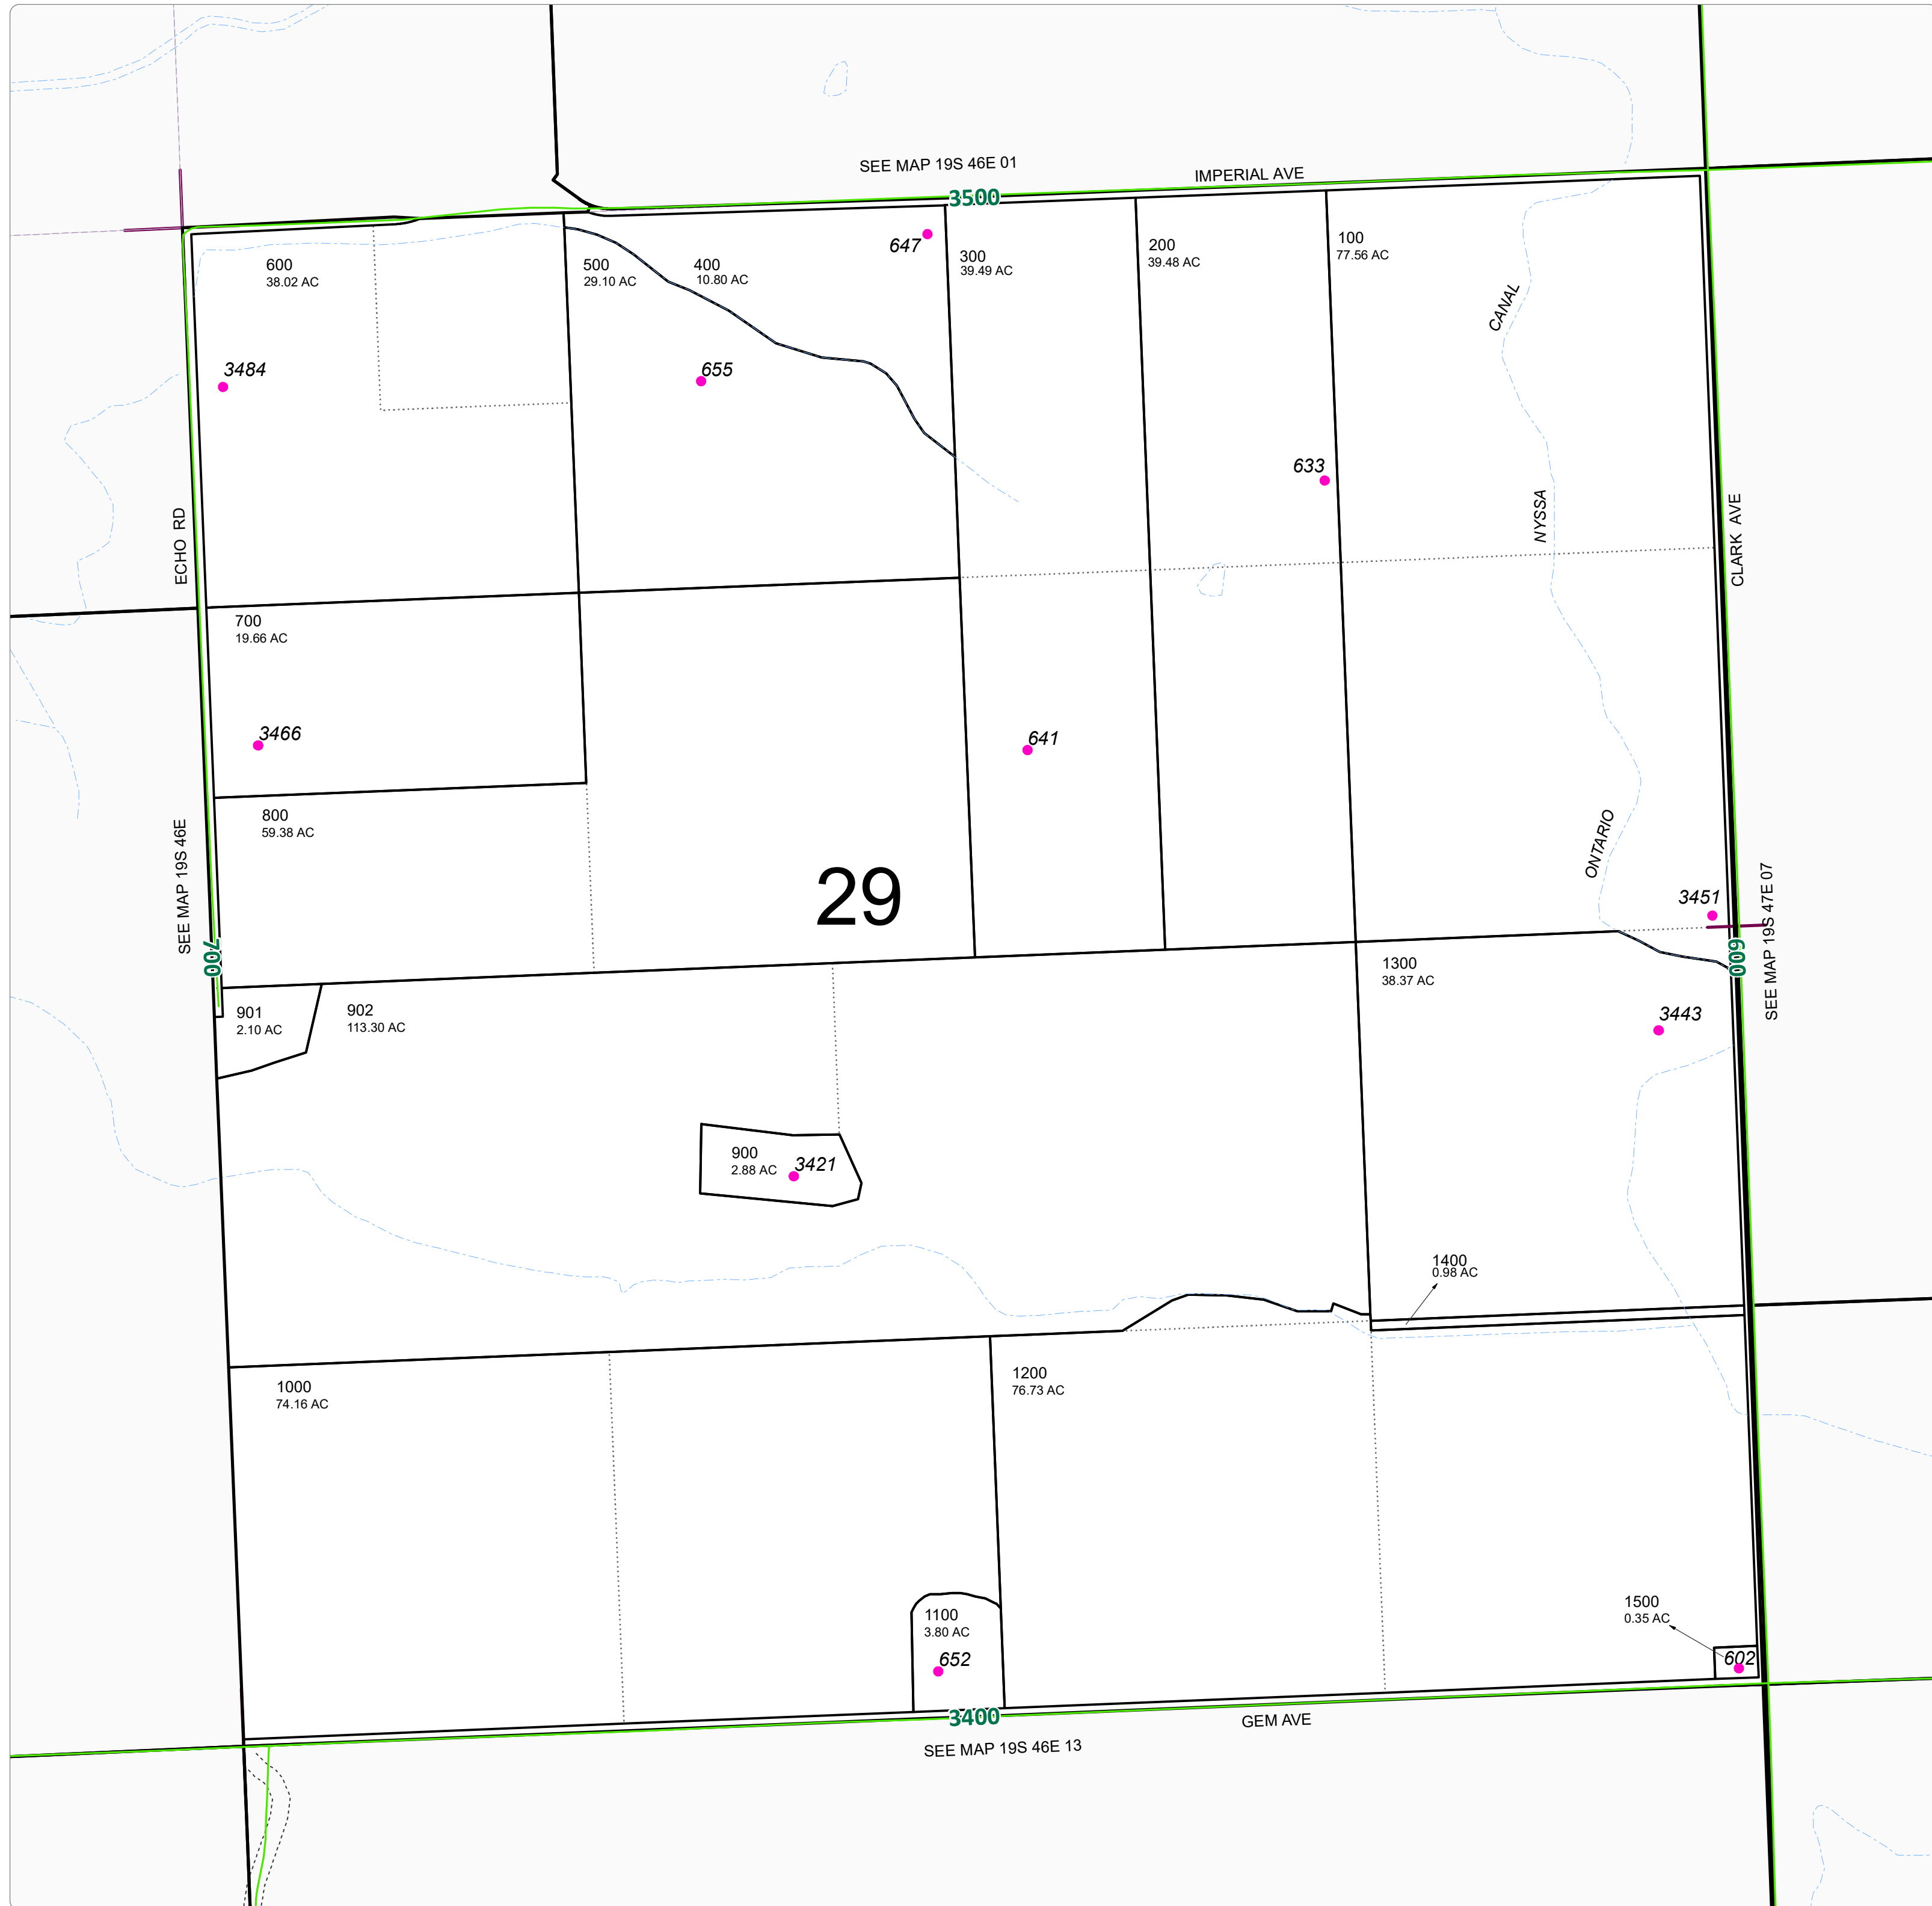 SEE MAP 19S 46E 01
IMPERIAL AVE
3500
647
600
38.02 AC
500
29.10 AC
400
10.80 AC
300
39.49 AC
200
39.48 AC
100
77.56 AC
CANAL
3484
655
633
NYSSA
ECHO RD
CLARK AVE
700
19.66 AC
3466
641
800
59.38 AC
ONTARIO
29
SEE MAP 19S 46E
3451
SEE MAP 19S 47E 07
700
600
901
2.10 AC
902
113.30 AC
1300
38.37 AC
3443
900
2.88 AC
3421
1400
0.98 AC
1000
74.16 AC
1200
76.73 AC
1100
3.80 AC
652
1500
0.35 AC
602
3400
GEM AVE
SEE MAP 19S 46E 13